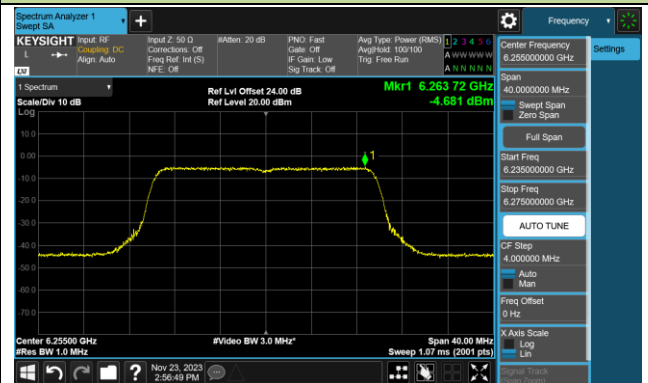 Spectrum Analyzer 1
Swept SA
Frequency
KEYSIGHT
Input: RF
Coupling: DC
Align: Auto
Input Z: 50 Ω
Corrections: Off
Freq Ref: Int (S)
NFE: Off
#Atten: 20 dB
PNO: Fast
Gate: Off
IF Gain: Low
Sig Track: Off
Avg Type: Power (RMS)
Avg|Hold: 100/100
Trig: Free Run
1 2 3 4 5 6
A W W W W W
A N N N N N
L
LXI
1 Spectrum
Scale/Div 10 dB
Log
Ref Lvl Offset 24.00 dB
Ref Level 20.00 dBm
Mkr1 6.263 72 GHz
-4.681 dBm
10.0
0.00
-10.0
-20.0
-30.0
-40.0
-50.0
-60.0
-70.0
1
Center 6.25500 GHz
#Res BW 1.0 MHz
#Video BW 3.0 MHz*
Span 40.00 MHz
Sweep 1.07 ms (2001 pts)
Nov 23, 2023
2:56:49 PM
Center Frequency
6.255000000 GHz
Settings
Span
40.0000000 MHz
Swept Span
Zero Span
Full Span
Start Freq
6.235000000 GHz
Stop Freq
6.275000000 GHz
AUTO TUNE
CF Step
4.000000 MHz
Auto
Man
Freq Offset
0 Hz
X Axis Scale
Log
Lin
Signal Track
(Span Zoom)